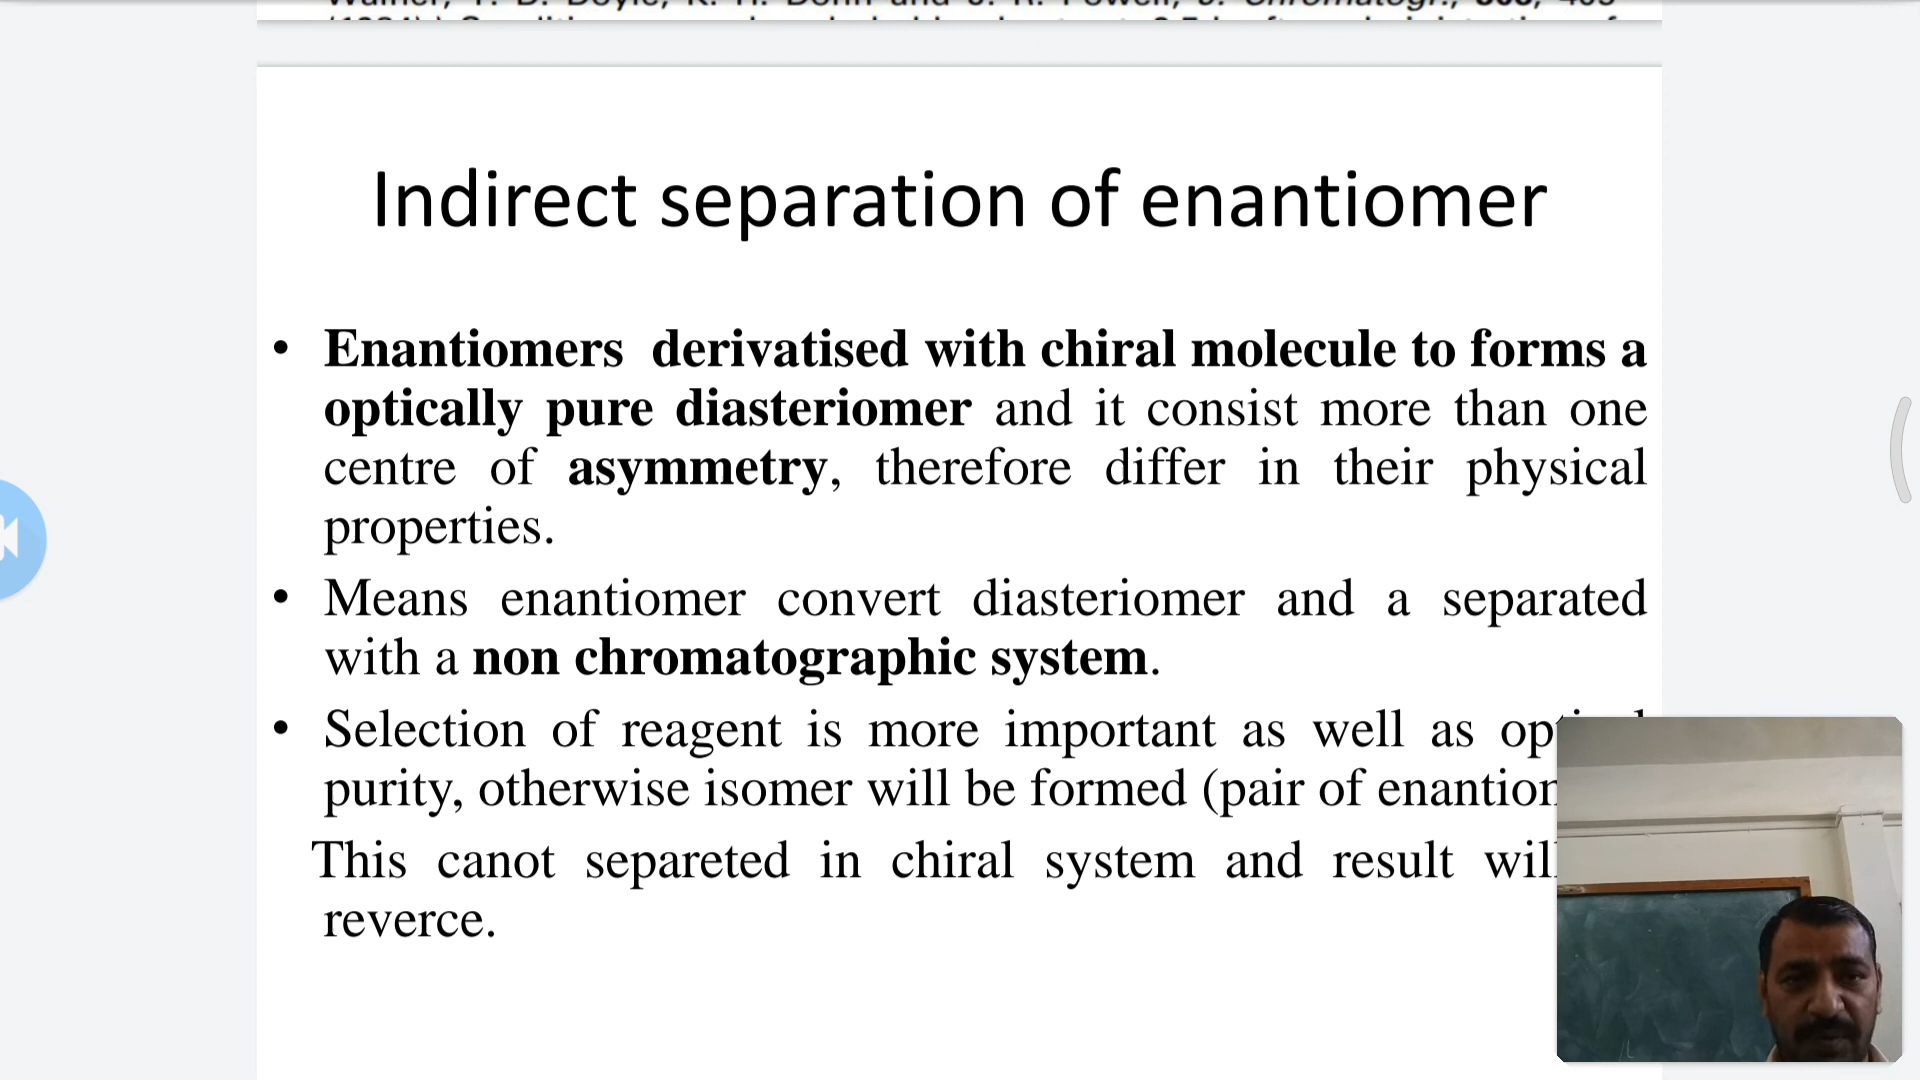 Indirect separation of enantiomer
• Enantiomers derivatised with chiral molecule to forms a
optically pure diasteriomer and it consist more than one
centre of asymmetry, therefore differ in their physical
properties.
• Means enantiomer convert diasteriomer and a separated
with a non chromatographic system.
• Selection of reagent is more important as well as
purity, otherwise isomer will be formed (pair of
This canot separeted in chiral system and result
reverce.